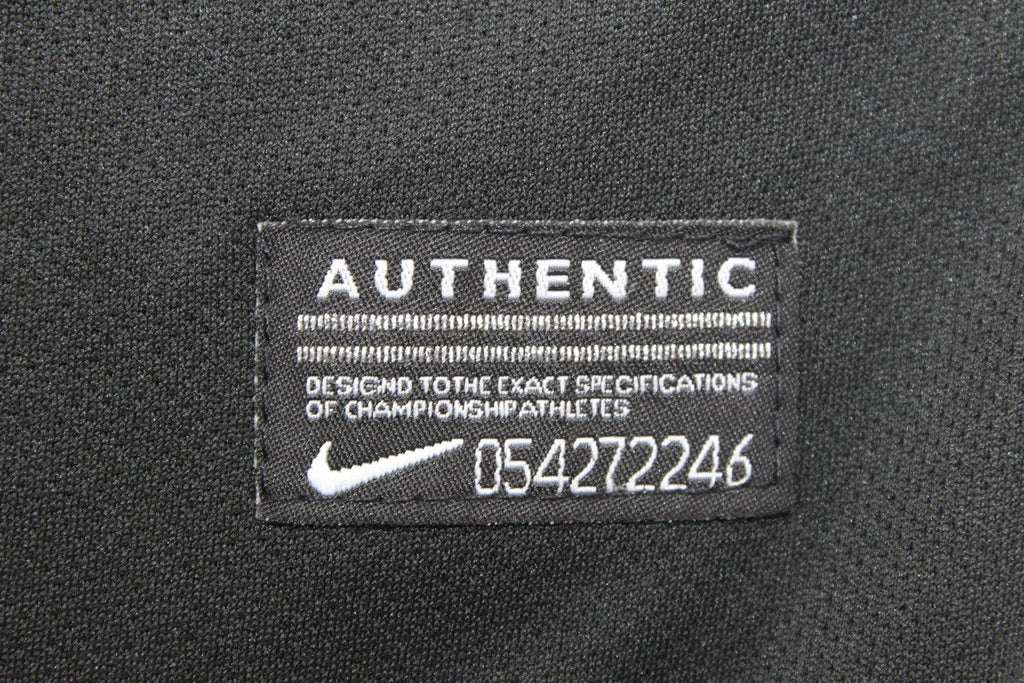 AUTHENTIC
DESIGND TO THE EXACT SPECIFICATIONS
OF CHAMPIONSHIP ATHLETES
054272246